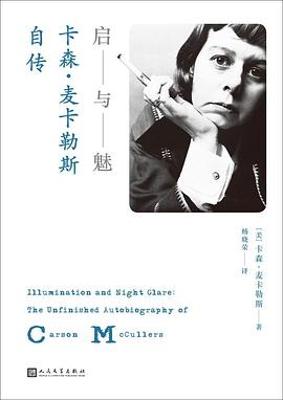 启——与——魅
卡森·麦卡勒斯
自传
[美] 卡森·麦卡勒斯——著
杨晓荣——译
Illumination and Night Glare:
The Unfinished Autobiography of
Carson McCullers
人民文学出版社